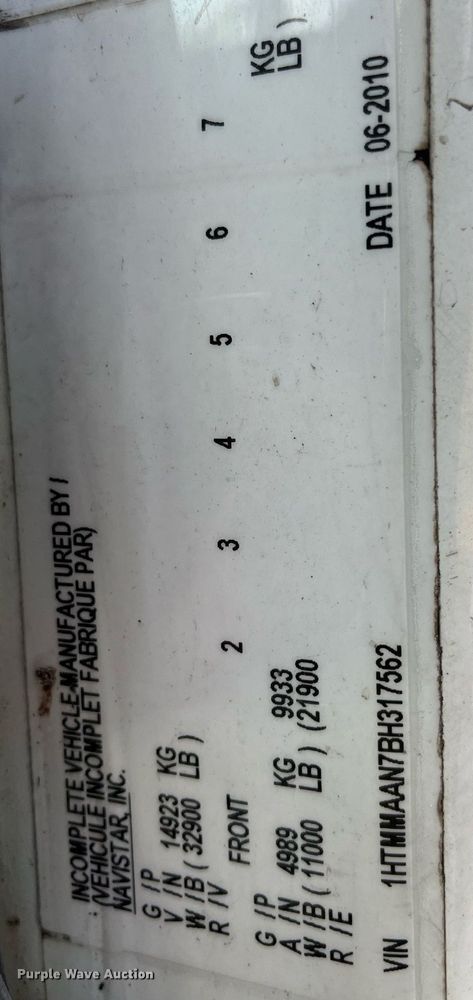 INCOMPLETE VEHICLE-MANUFACTURED BY /
(VEHICULE INCOMPLET FABRIQUE PAR)
NAVISTAR, INC.
G /P
V /N 14923 KG
W /B ( 32900 LB )
R /V
FRONT 2 3 4 5 6 7
G /P
A /N 4989 KG 9933 KG
W /B ( 11000 LB ) (21900 LB )
R /E
DATE 06-2010
VIN 1HTMMAAN7BH317562
Purple Wave Auction